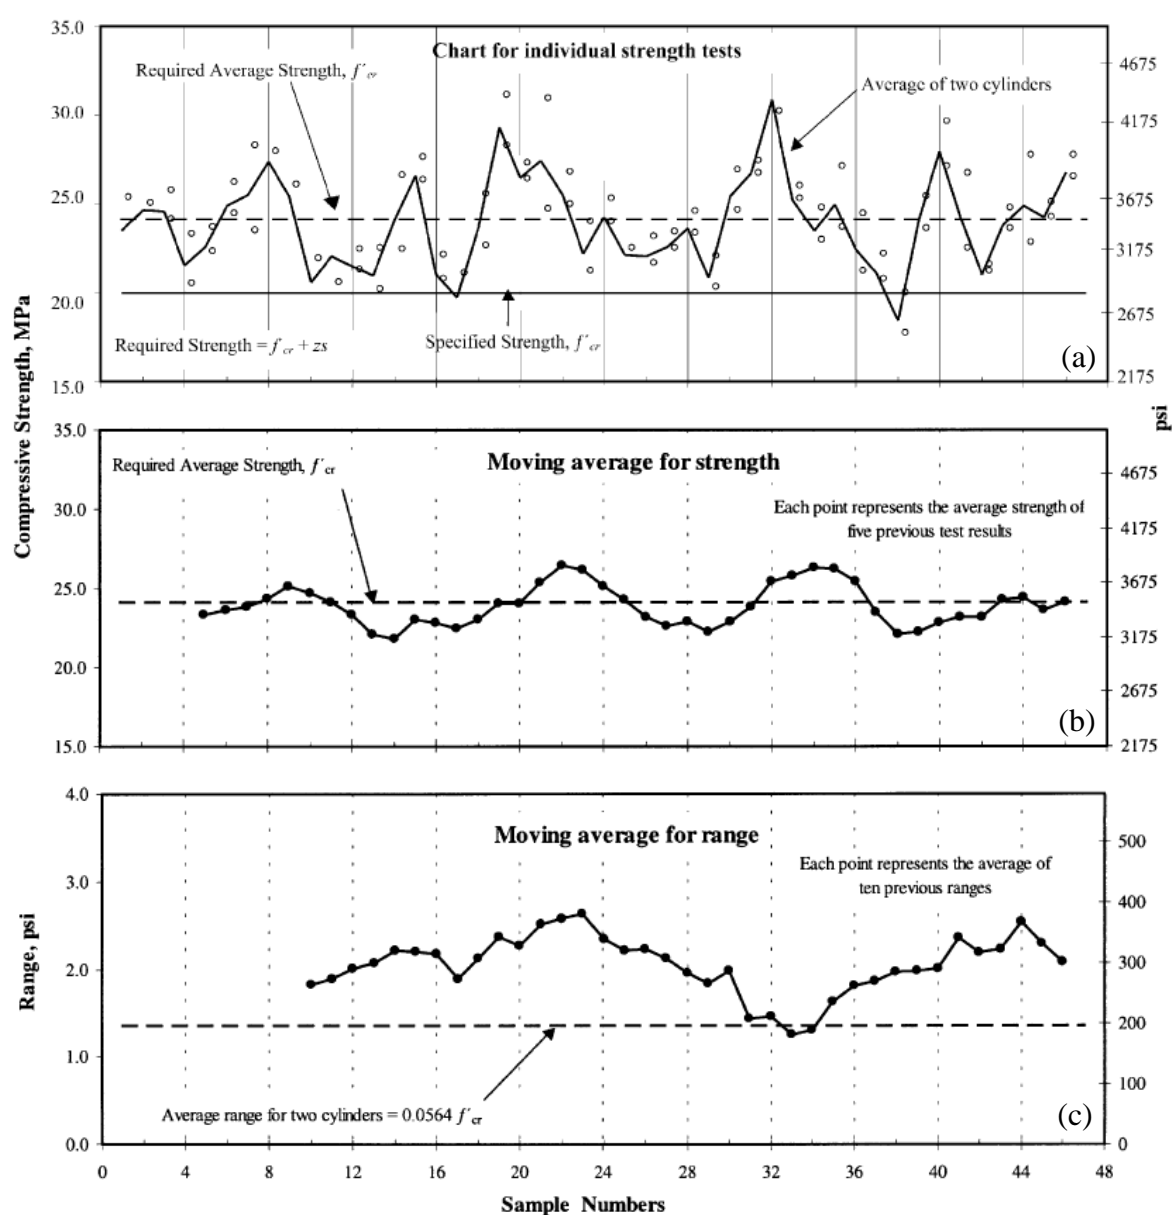 35.0
30.0
25.0
20.0
15.0
Chart for individual strength tests
Required Average Strength, f′cr
Average of two cylinders
4675
4175
3675
3175
2675
2175
Required Strength = f′cr + zs
Specified Strength, f′cr
(a)
Compressive Strength, MPa
psi
35.0
30.0
25.0
20.0
15.0
Required Average Strength, f′cr
Moving average for strength
Each point represents the average strength of
five previous test results
4675
4175
3675
3175
2675
2175
(b)
4.0
3.0
2.0
1.0
0.0
Range, psi
Moving average for range
Each point represents the average of
ten previous ranges
500
400
300
200
100
0
Average range for two cylinders = 0.0564 f′cr
(c)
0 4 8 12 16 20 24 28 32 36 40 44 48
Sample Numbers